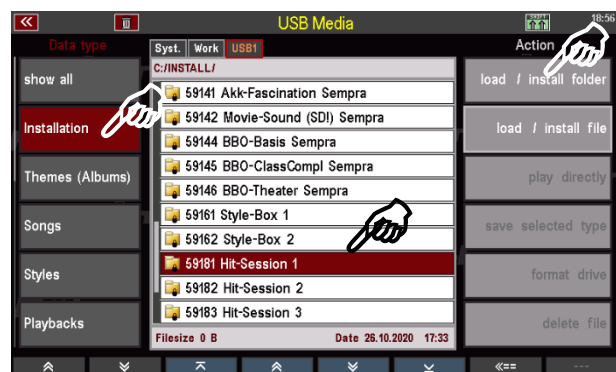 USB Media
SHIFT
18:56
Data type
Syst. Work USB1
Action
C:/INSTALL/
show all
59141 Akk-Fascination Sempra
load / install folder
59142 Movie-Sound (SD!) Sempra
Installation
59144 BBO-Basis Sempra
load / install file
59145 BBO-ClassCompl Sempra
Themes (Albums)
59146 BBO-Theater Sempra
play directly
59161 Style-Box 1
Songs
59162 Style-Box 2
save selected type
59181 Hit-Session 1
Styles
59182 Hit-Session 2
format drive
59183 Hit-Session 3
Playbacks
delete file
Filesize 0 B Date 26.10.2020 17:33
«== ---